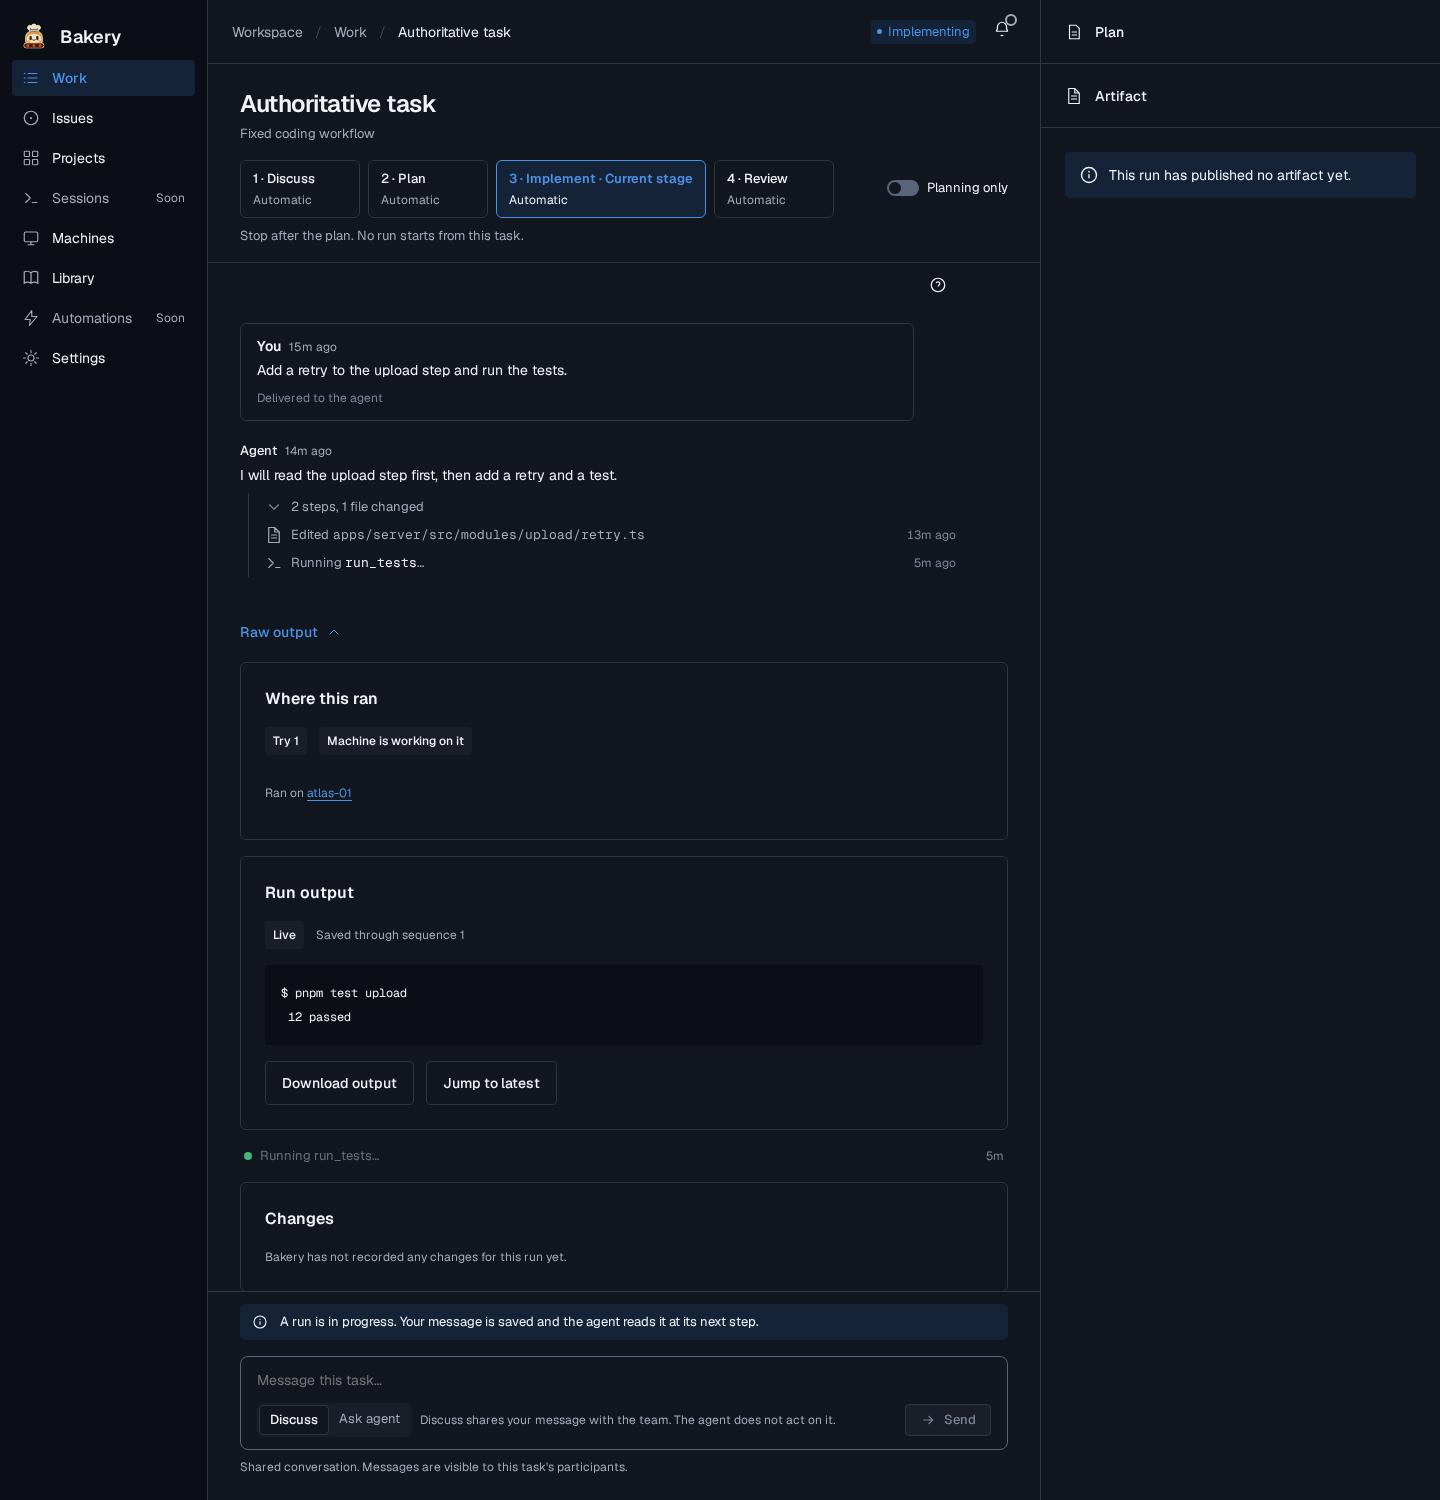 Bakery
Work
Issues
Projects
Sessions Soon
Machines
Library
Automations Soon
Settings
Workspace / Work / Authoritative task
Implementing
Authoritative task
Fixed coding workflow
1 · Discuss
Automatic
2 · Plan
Automatic
3 · Implement · Current stage
Automatic
4 · Review
Automatic
Planning only
Stop after the plan. No run starts from this task.
You 15m ago
Add a retry to the upload step and run the tests.
Delivered to the agent
Agent 14m ago
I will read the upload step first, then add a retry and a test.
2 steps, 1 file changed
Edited apps/server/src/modules/upload/retry.ts 13m ago
Running run_tests… 5m ago
Raw output
Where this ran
Try 1 Machine is working on it
Ran on atlas-01
Run output
Live Saved through sequence 1
$ pnpm test upload
12 passed
Download output Jump to latest
Running run_tests… 5m
Changes
Bakery has not recorded any changes for this run yet.
A run is in progress. Your message is saved and the agent reads it at its next step.
Message this task…
Discuss Ask agent Discuss shares your message with the team. The agent does not act on it. Send
Shared conversation. Messages are visible to this task's participants.
Plan
Artifact
This run has published no artifact yet.